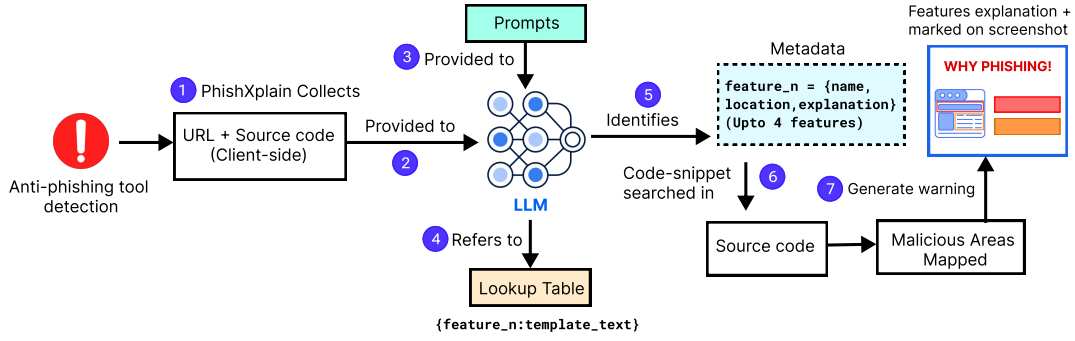 Anti-phishing tool
detection
1 PhishXplain Collects
URL + Source code
(Client-side)
Provided to
2
Prompts
3 Provided to
LLM
4 Refers to
Lookup Table
{feature_n:template_text}
5
Identifies
Metadata
feature_n = {name,
location,explanation}
(Upto 4 features)
Code-snippet
searched in
6
Source code
Malicious Areas
Mapped
7 Generate warning
Features explanation +
marked on screenshot
WHY PHISHING!